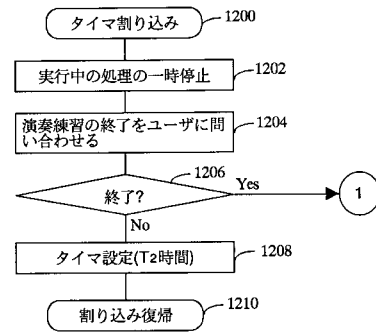 タイマ割り込み
1200
実行中の処理の一時停止
1202
演奏練習の終了をユーザに問
い合わせる
1204
1206
終了?
Yes
1
No
タイマ設定(T2時間)
1208
割り込み復帰
1210